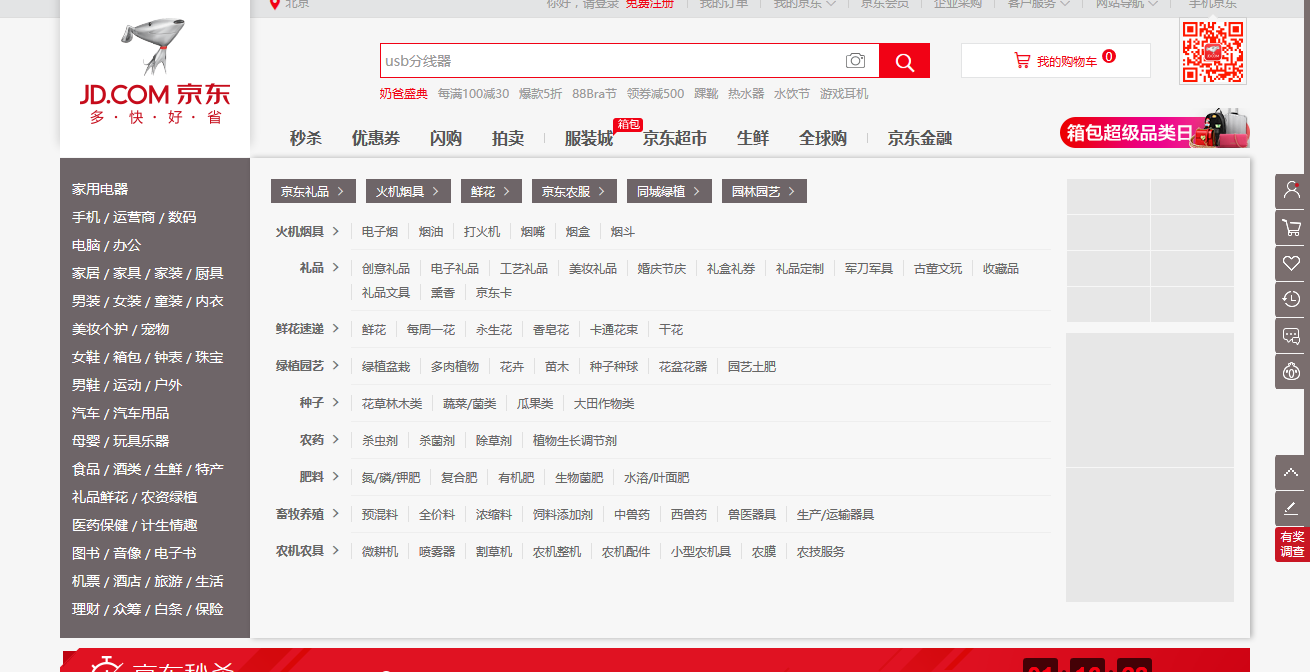 北京
你好，请登录 免费注册 我的订单 我的京东 京东会员 企业采购 客户服务 网站导航 手机京东
JD.COM 京东
多·快·好·省
usb分线器
我的购物车 0
奶爸盛典 每满100减30 爆款5折 88Bra节 领券减500 踝靴 热水器 水饮节 游戏耳机
箱包
秒杀 优惠券 闪购 拍卖 服装城 京东超市 生鲜 全球购 京东金融
箱包超级品类日
家用电器
手机 / 运营商 / 数码
电脑 / 办公
家居 / 家具 / 家装 / 厨具
男装 / 女装 / 童装 / 内衣
美妆个护 / 宠物
女鞋 / 箱包 / 钟表 / 珠宝
男鞋 / 运动 / 户外
汽车 / 汽车用品
母婴 / 玩具乐器
食品 / 酒类 / 生鲜 / 特产
礼品鲜花 / 农资绿植
医药保健 / 计生情趣
图书 / 音像 / 电子书
机票 / 酒店 / 旅游 / 生活
理财 / 众筹 / 白条 / 保险
京东礼品 火机烟具 鲜花 京东农服 同城绿植 园林园艺
火机烟具 电子烟 烟油 打火机 烟嘴 烟盒 烟斗
礼品 创意礼品 电子礼品 工艺礼品 美妆礼品 婚庆节庆 礼盒礼券 礼品定制 军刀军具 古董文玩 收藏品
礼品文具 熏香 京东卡
鲜花速递 鲜花 每周一花 永生花 香皂花 卡通花束 干花
绿植园艺 绿植盆栽 多肉植物 花卉 苗木 种子种球 花盆花器 园艺土肥
种子 花草林木类 蔬菜/菌类 瓜果类 大田作物类
农药 杀虫剂 杀菌剂 除草剂 植物生长调节剂
肥料 氮/磷/钾肥 复合肥 有机肥 生物菌肥 水溶/叶面肥
畜牧养殖 预混料 全价料 浓缩料 饲料添加剂 中兽药 西兽药 兽医器具 生产/运输器具
农机农具 微耕机 喷雾器 割草机 农机整机 农机配件 小型农机具 农膜 农技服务
有奖
调查
京东秒杀